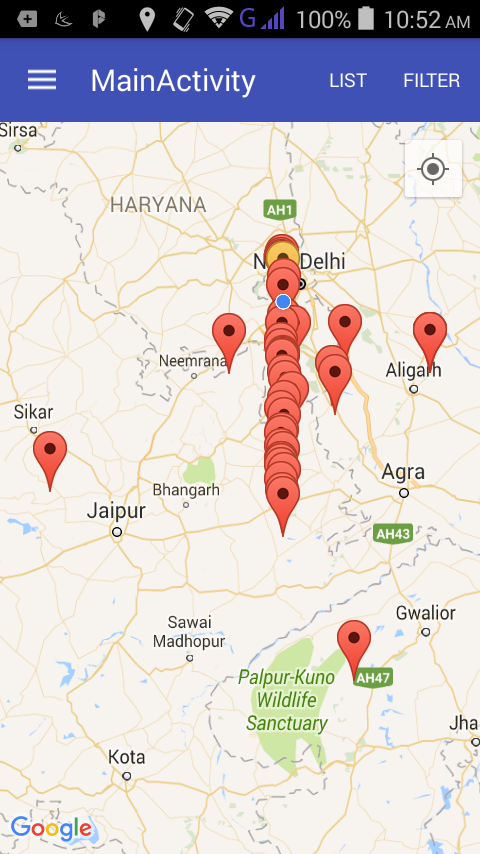 G 100% 10:52 AM
MainActivity LIST FILTER
Sirsa
HARYANA
AH1
Delhi
Neemrana
Aligarh
Sikar
Agra
Bhangarh
Jaipur
AH43
Gwalior
Sawai
Madhopur
Palpur-Kuno
Wildlife
Sanctuary
AH47
Jha
Kota
Google